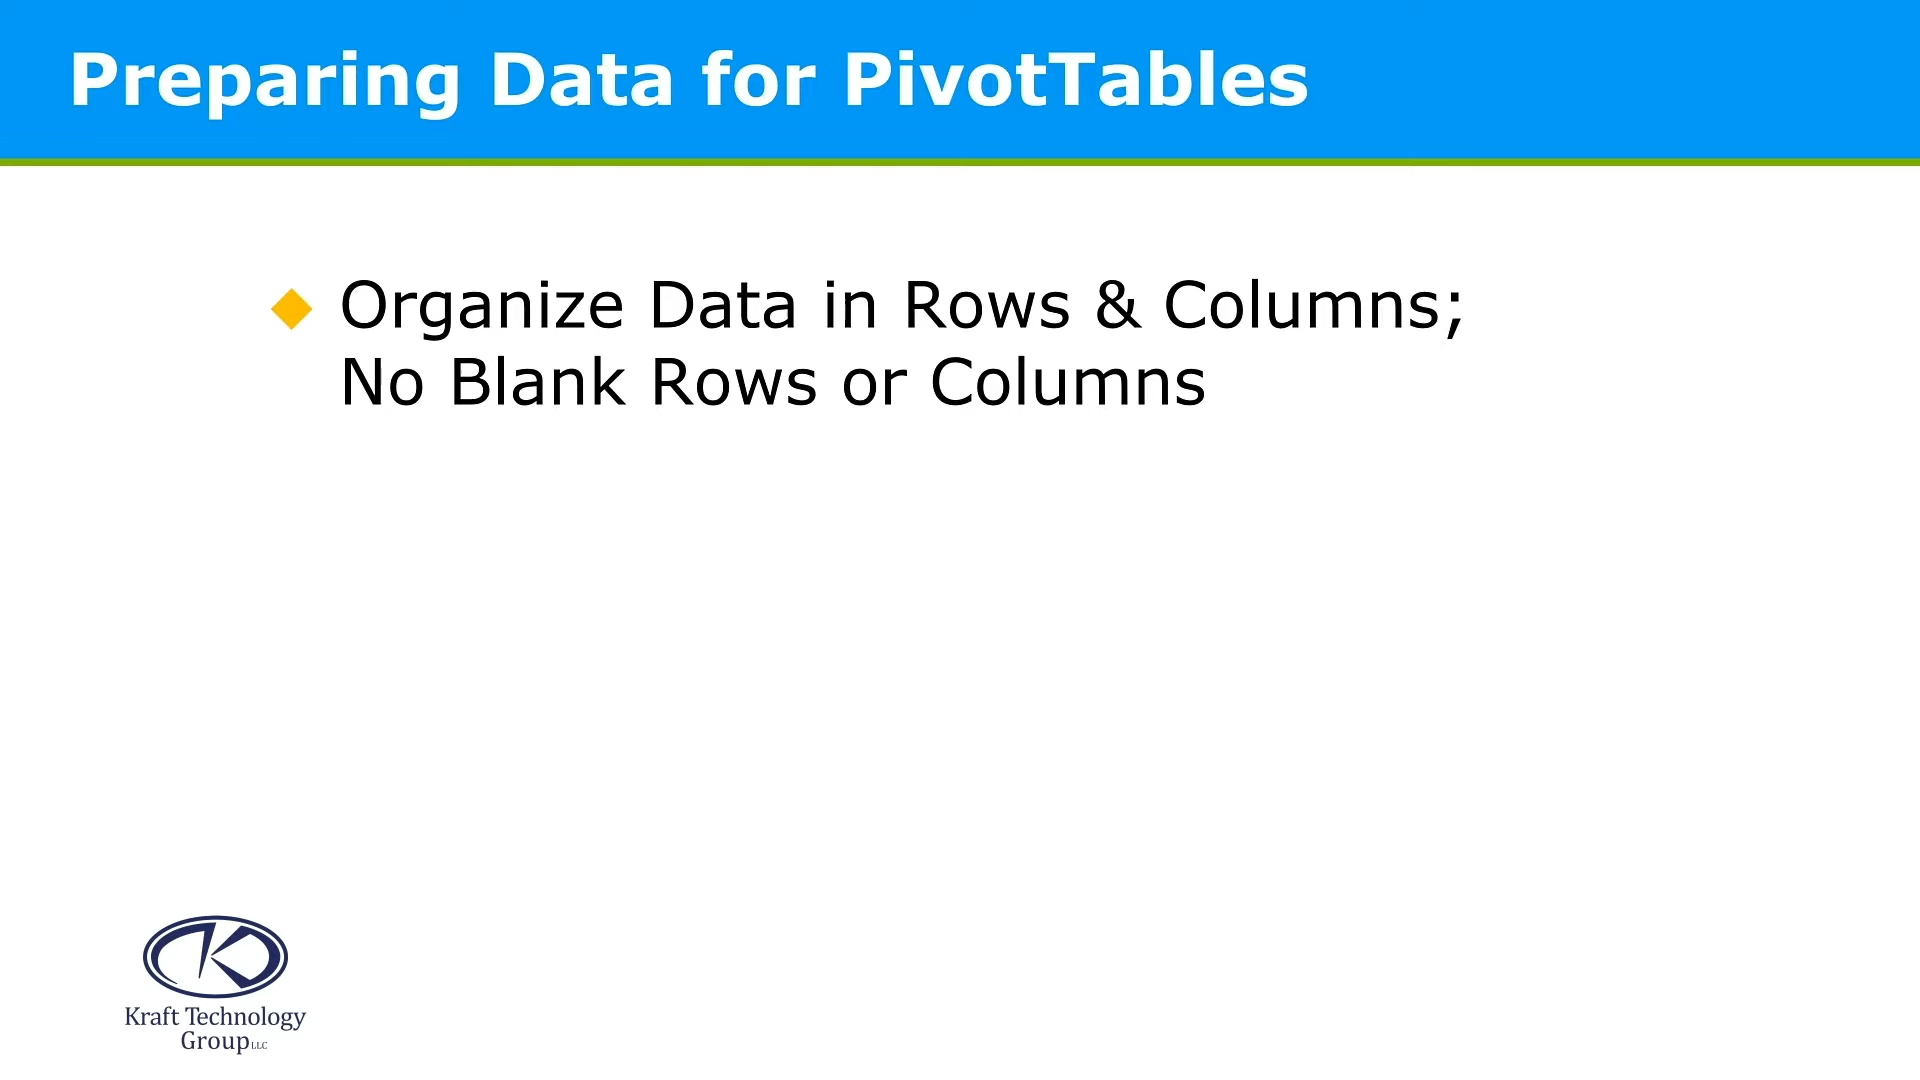 Preparing Data for PivotTables
Organize Data in Rows & Columns;
No Blank Rows or Columns
Kraft Technology
Group LLC